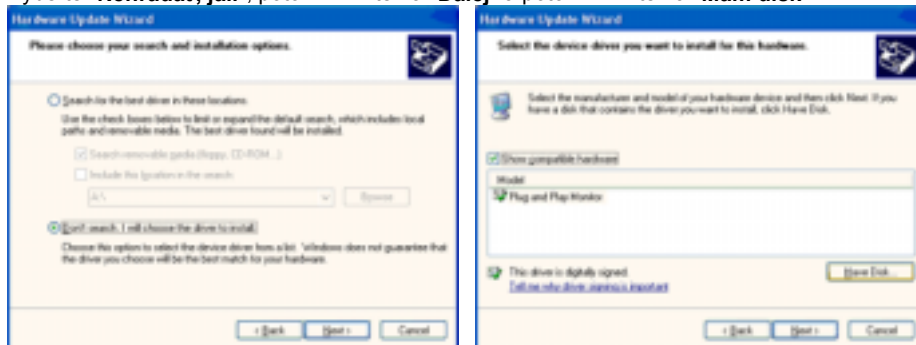 Hardware Update Wizard
Please choose your search and installation options.
Search for the best driver in these locations.
Use the check boxes below to limit or expand the default search, which includes local
paths and removable media. The best driver found will be installed.
Search removable media (floppy, CD-ROM...)
Include this location in the search:
A:\
Browse
Don't search. I will choose the driver to install.
Choose this option to select the device driver from a list. Windows does not guarantee that
the driver you choose will be the best match for your hardware.
< Back
Next >
Cancel
Hardware Update Wizard
Select the device driver you want to install for this hardware.
Select the manufacturer and model of your hardware device and then click Next. If you
have a disk that contains the driver you want to install, click Have Disk.
Show compatible hardware
Model
Plug and Play Monitor
This driver is digitally signed.
Tell me why driver signing is important
Have Disk...
< Back
Next >
Cancel